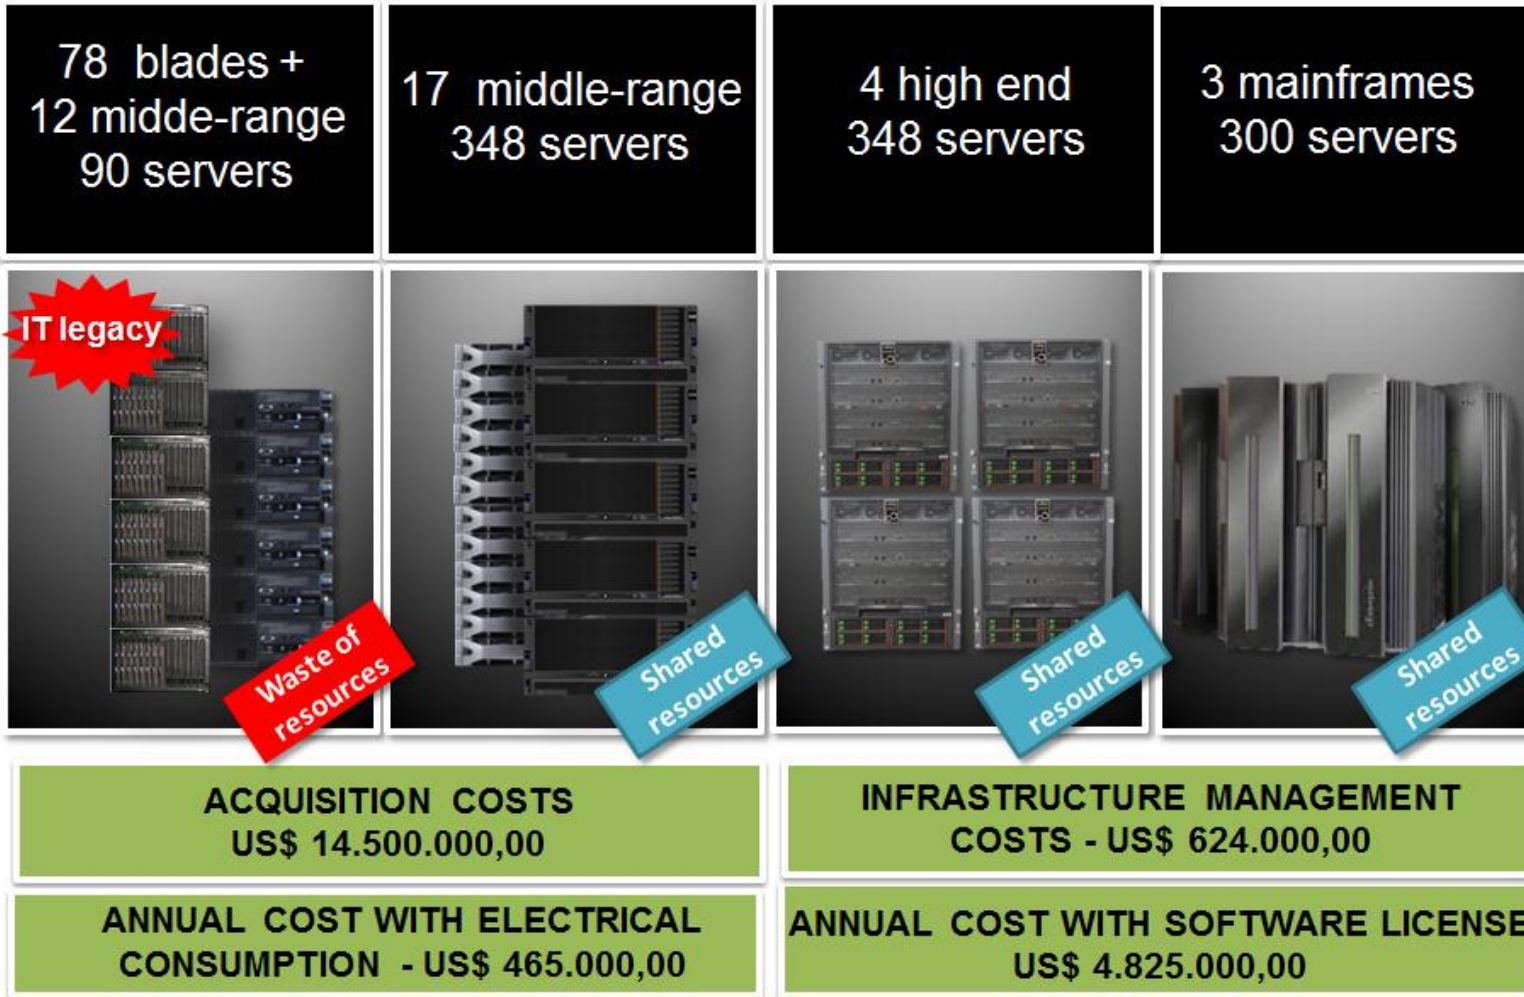 78 blades +
12 midde-range
90 servers
17 middle-range
348 servers
4 high end
348 servers
3 mainframes
300 servers
IT legacy
Waste of
resources
Shared
resources
Shared
resources
Shared
resources
ACQUISITION COSTS
US$ 14.500.000,00
INFRASTRUCTURE MANAGEMENT
COSTS - US$ 624.000,00
ANNUAL COST WITH ELECTRICAL
CONSUMPTION - US$ 465.000,00
ANNUAL COST WITH SOFTWARE LICENSE
US$ 4.825.000,00